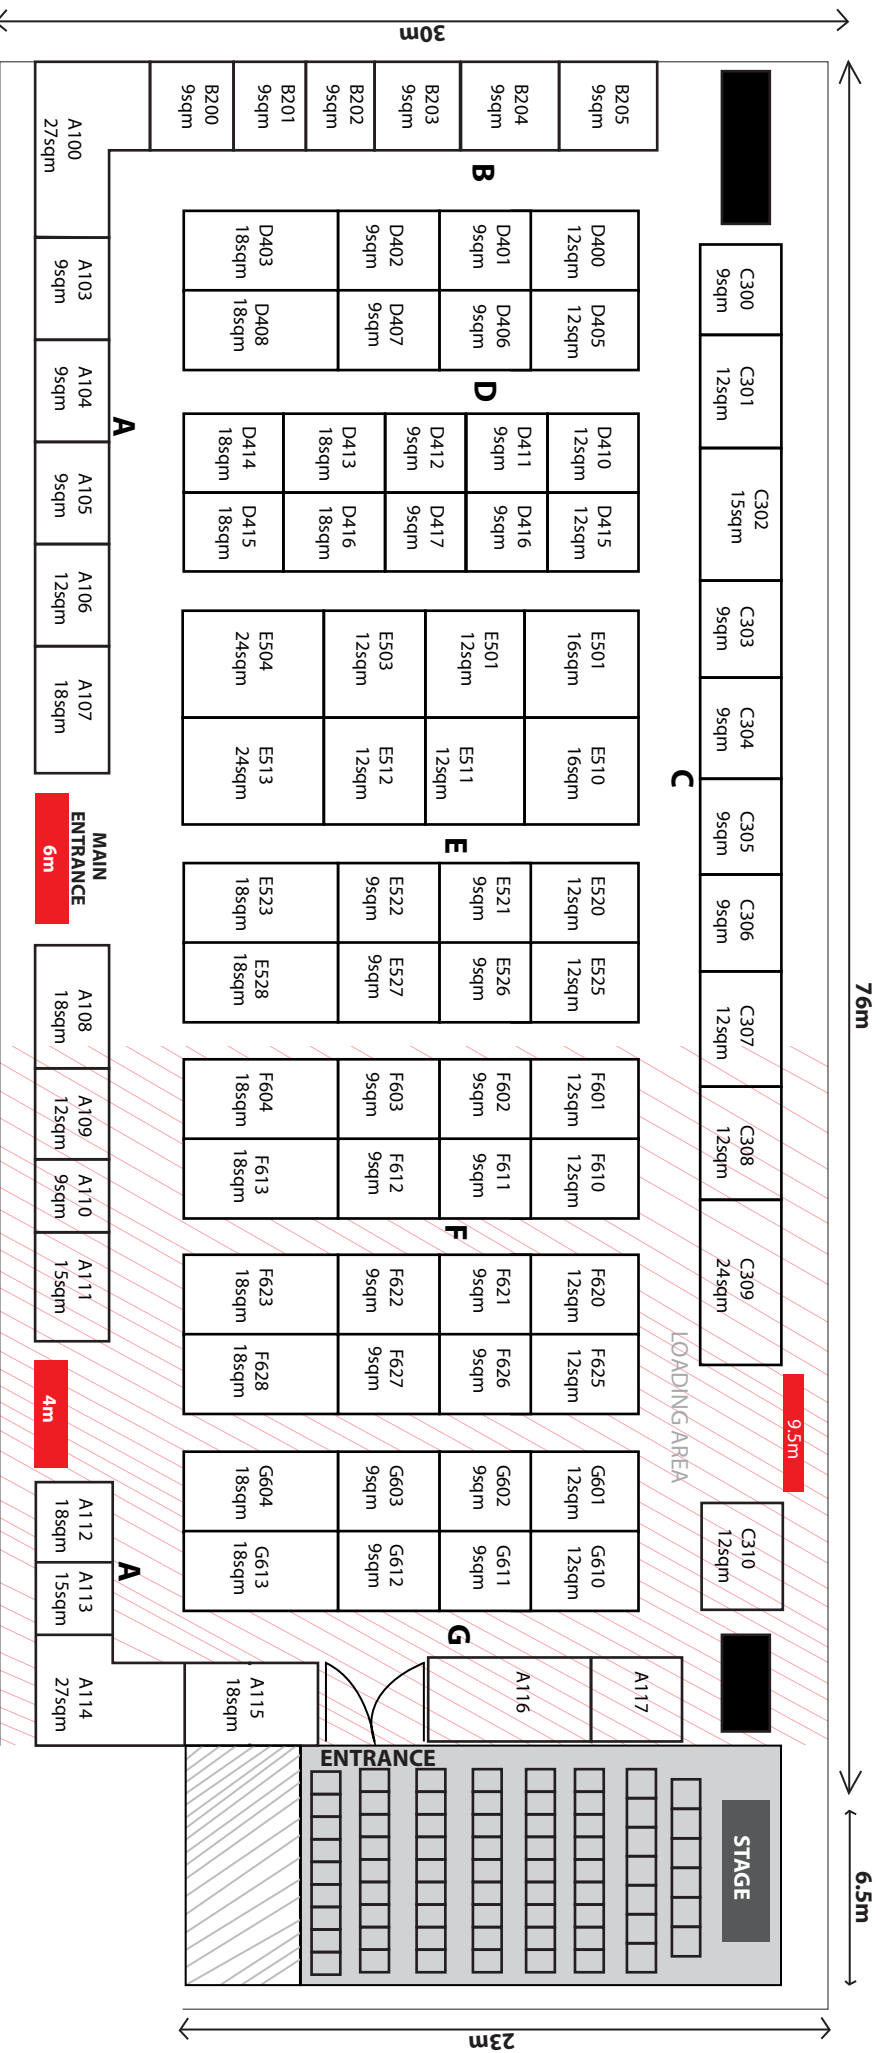 30m
B200
9sqm
B201
9sqm
B202
9sqm
B203
9sqm
B204
9sqm
B205
9sqm
A100
27sqm
B
D403
18sqm
D402
9sqm
D401
9sqm
D400
12sqm
D408
18sqm
D407
9sqm
D406
9sqm
D405
12sqm
D
A103
9sqm
A104
9sqm
A105
9sqm
A106
12sqm
A107
18sqm
A
C300
9sqm
C301
12sqm
C302
15sqm
C303
9sqm
C304
9sqm
C305
9sqm
C306
9sqm
C307
12sqm
C308
12sqm
C309
24sqm
C
D414
18sqm
D413
18sqm
D412
9sqm
D411
9sqm
D410
12sqm
D415
18sqm
D416
18sqm
D417
9sqm
D416
9sqm
D415
12sqm
E504
24sqm
E503
12sqm
E501
12sqm
E501
16sqm
E513
24sqm
E512
12sqm
E511
12sqm
E510
16sqm
E
MAIN
ENTRANCE
6m
E523
18sqm
E522
9sqm
E521
9sqm
E520
12sqm
E528
18sqm
E527
9sqm
E526
9sqm
E525
12sqm
76m
A108
18sqm
A109
12sqm
A110
9sqm
A111
15sqm
F604
18sqm
F603
9sqm
F602
9sqm
F601
12sqm
F613
18sqm
F612
9sqm
F611
9sqm
F610
12sqm
F
F623
18sqm
F622
9sqm
F621
9sqm
F620
12sqm
F628
18sqm
F627
9sqm
F626
9sqm
F625
12sqm
LOADING AREA
9.5m
4m
G604
18sqm
G603
9sqm
G602
9sqm
G601
12sqm
G613
18sqm
G612
9sqm
G611
9sqm
G610
12sqm
G
C310
12sqm
A112
18sqm
A113
15sqm
A114
27sqm
A
A115
18sqm
A116
A117
ENTRANCE
STAGE
6.5m
23m